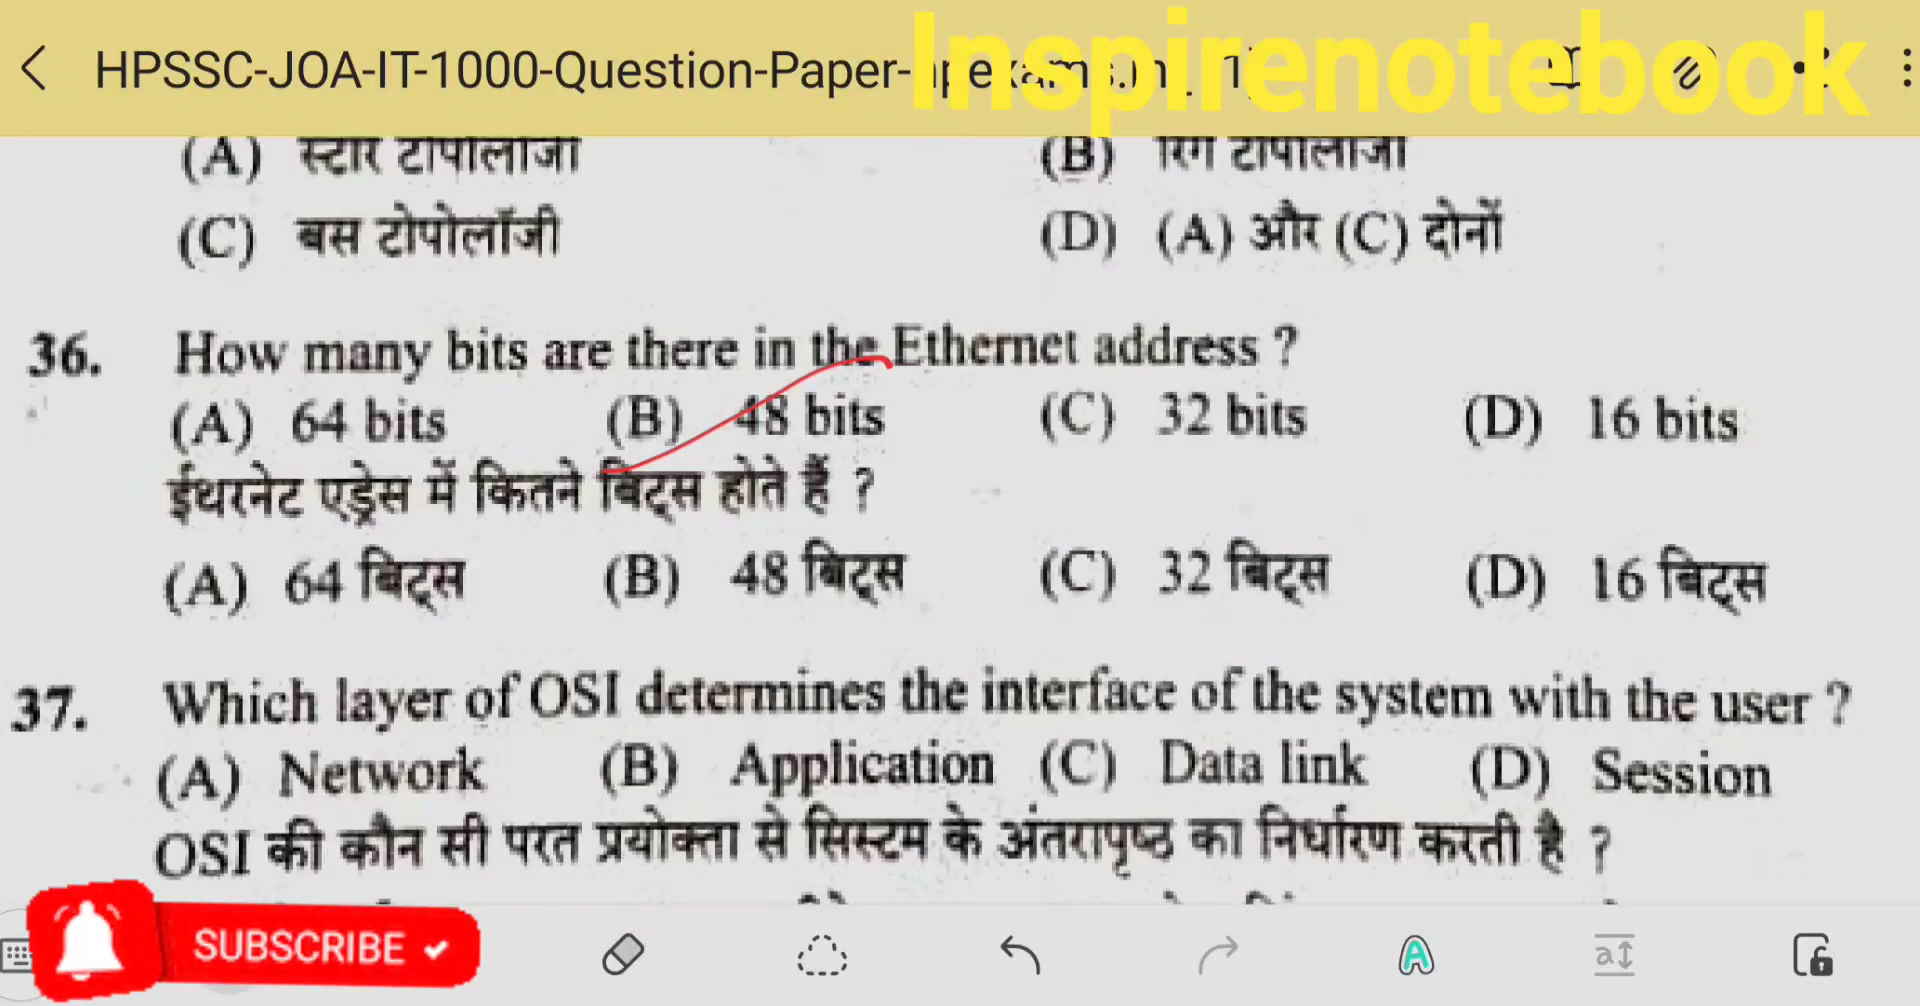 HPSSC-JOA-IT-1000-Question-Paper-
Inspirenotebook
(A) स्टार टोपोलॉजी (B) रिंग टोपोलॉजी
(C) बस टोपोलॉजी (D) (A) और (C) दोनों
36. How many bits are there in the Ethernet address ?
(A) 64 bits (B) 48 bits (C) 32 bits (D) 16 bits
ईथरनेट एड्रेस में कितने बिट्स होते हैं ?
(A) 64 बिट्स (B) 48 बिट्स (C) 32 बिट्स (D) 16 बिट्स
37. Which layer of OSI determines the interface of the system with the user ?
(A) Network (B) Application (C) Data link (D) Session
OSI की कौन सी परत प्रयोक्ता से सिस्टम के अंतरापृष्ठ का निर्धारण करती है ?
SUBSCRIBE